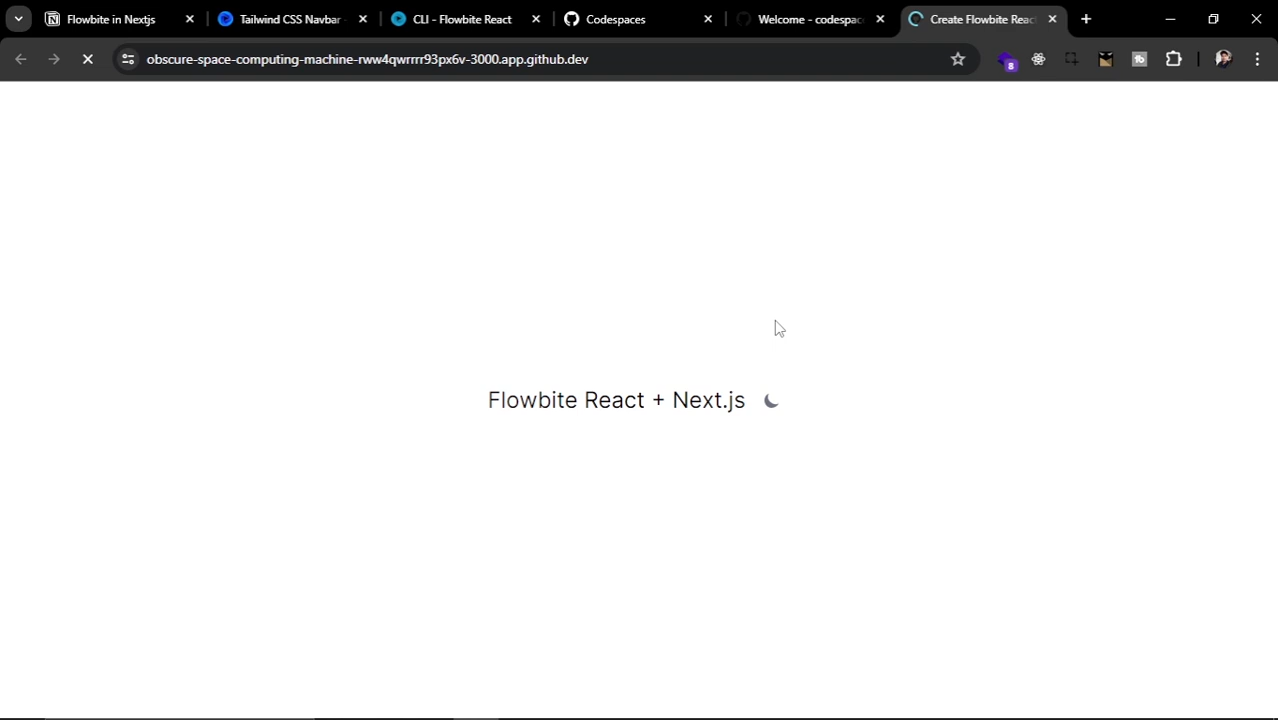 Flowbite in Nextjs
Tailwind CSS Navbar
CLI - Flowbite React
Codespaces
Welcome - codespac
Create Flowbite Reac
obscure-space-computing-machine-rww4qwrrrr93px6v-3000.app.github.dev
8
Flowbite React + Next.js